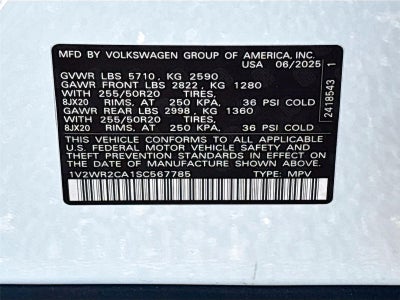 MFD BY VOLKSWAGEN GROUP OF AMERICA, INC.
USA 06/2025
GVWR LBS 5710, KG 2590
GAWR FRONT LBS 2822, KG 1280
WITH 255/50R20 TIRES,
8JX20 RIMS, AT 250 KPA, 36 PSI COLD
GAWR REAR LBS 2998, KG 1360
WITH 255/50R20 TIRES,
8JX20 RIMS, AT 250 KPA, 36 PSI COLD
THIS VEHICLE CONFORMS TO ALL APPLICABLE
U.S. FEDERAL MOTOR VEHICLE SAFETY AND
THEFT PREVENTION STANDARDS IN EFFECT ON
THE DATE OF MANUFACTURE SHOWN ABOVE.
1V2WR2CA1SC567785 TYPE: MPV
2418543 1